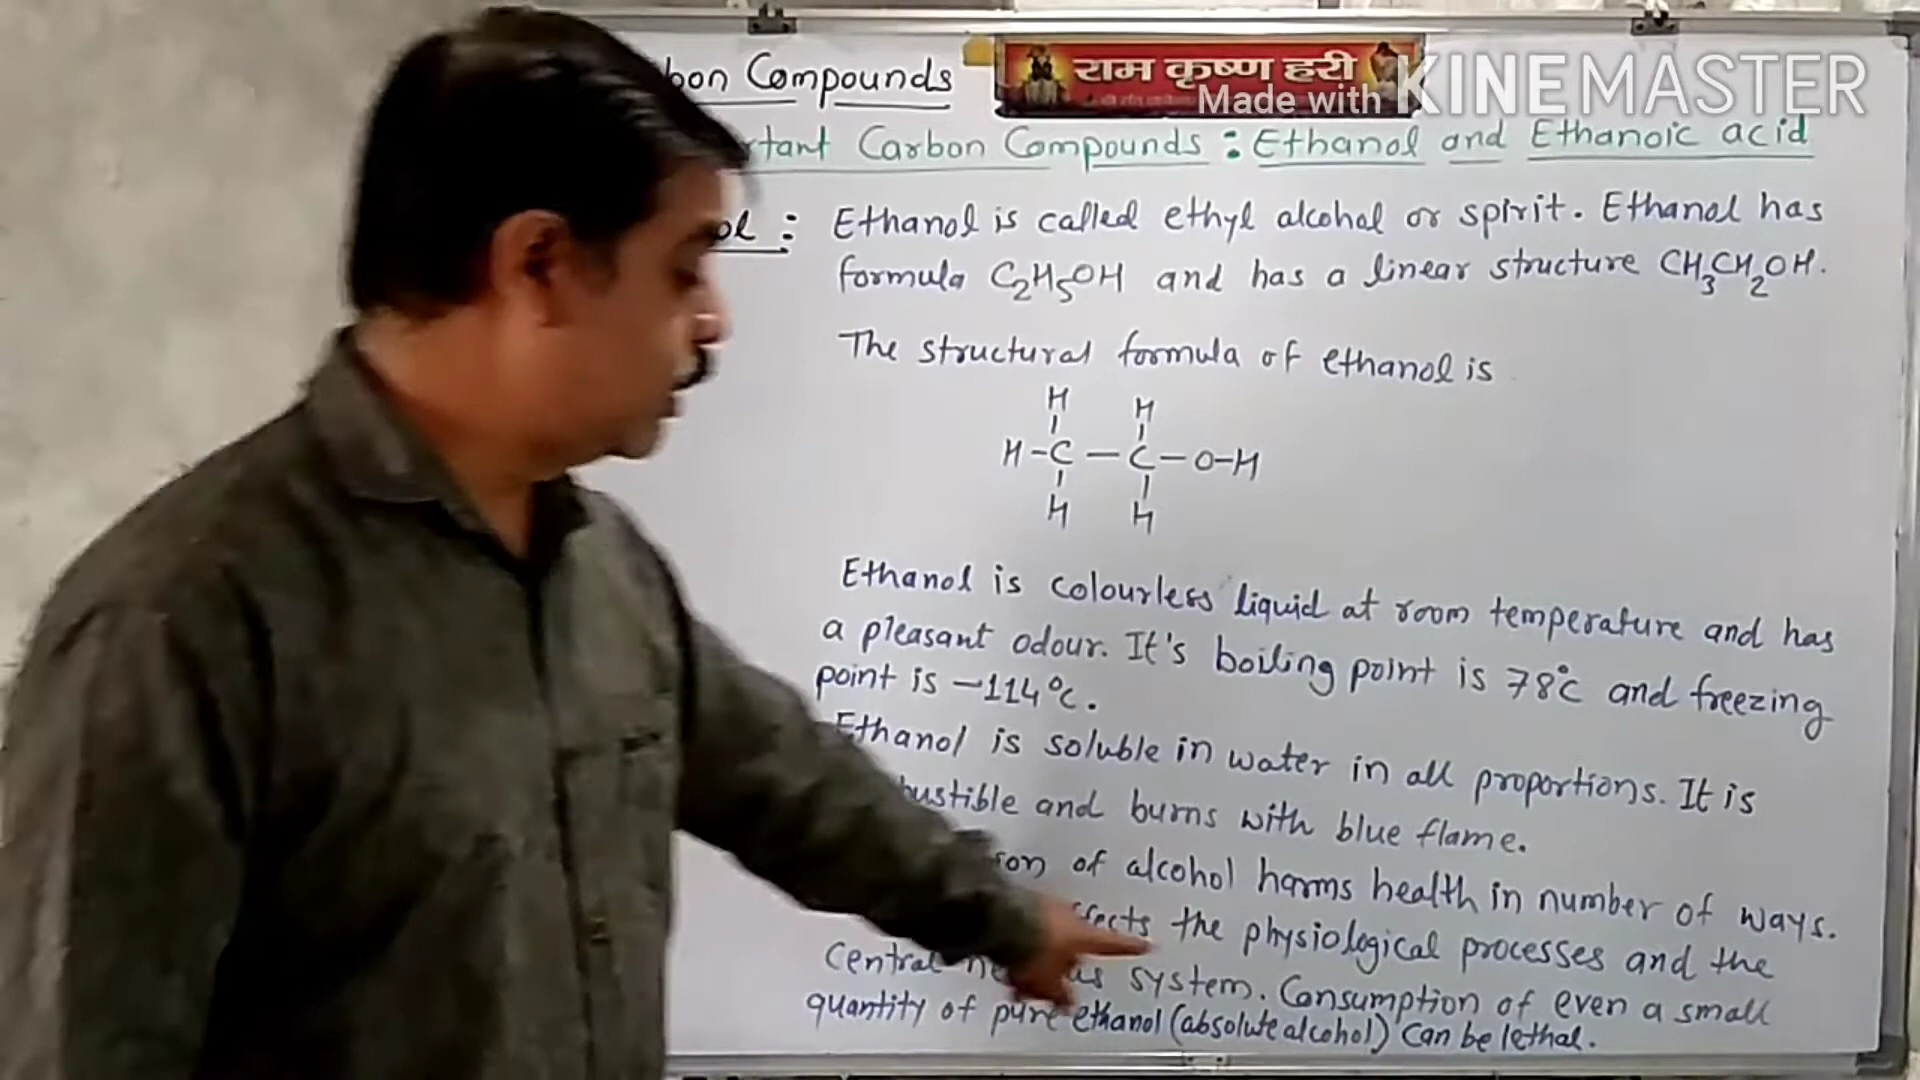 Compounds
राम कृष्ण हरी
Made with KINEMASTER
Carbon Compounds : Ethanol and Ethanoic acid
: Ethanol is called ethyl alcohol or spirit. Ethanol has
formula C₂H₅OH and has a linear structure CH₃CH₂OH.
The structural formula of ethanol is
H H
H-C-C-O-H
H H
Ethanol is colourless liquid at room temperature and has
a pleasant odour. It's boiling point is 78°C and freezing
point is -114°C.
Ethanol is soluble in water in all proportions. It is
and burns with blue flame.
of alcohol harms health in number of ways.
the physiological processes and the
Central system. Consumption of even a small
quantity of pure ethanol (absolute alcohol) can be lethal.